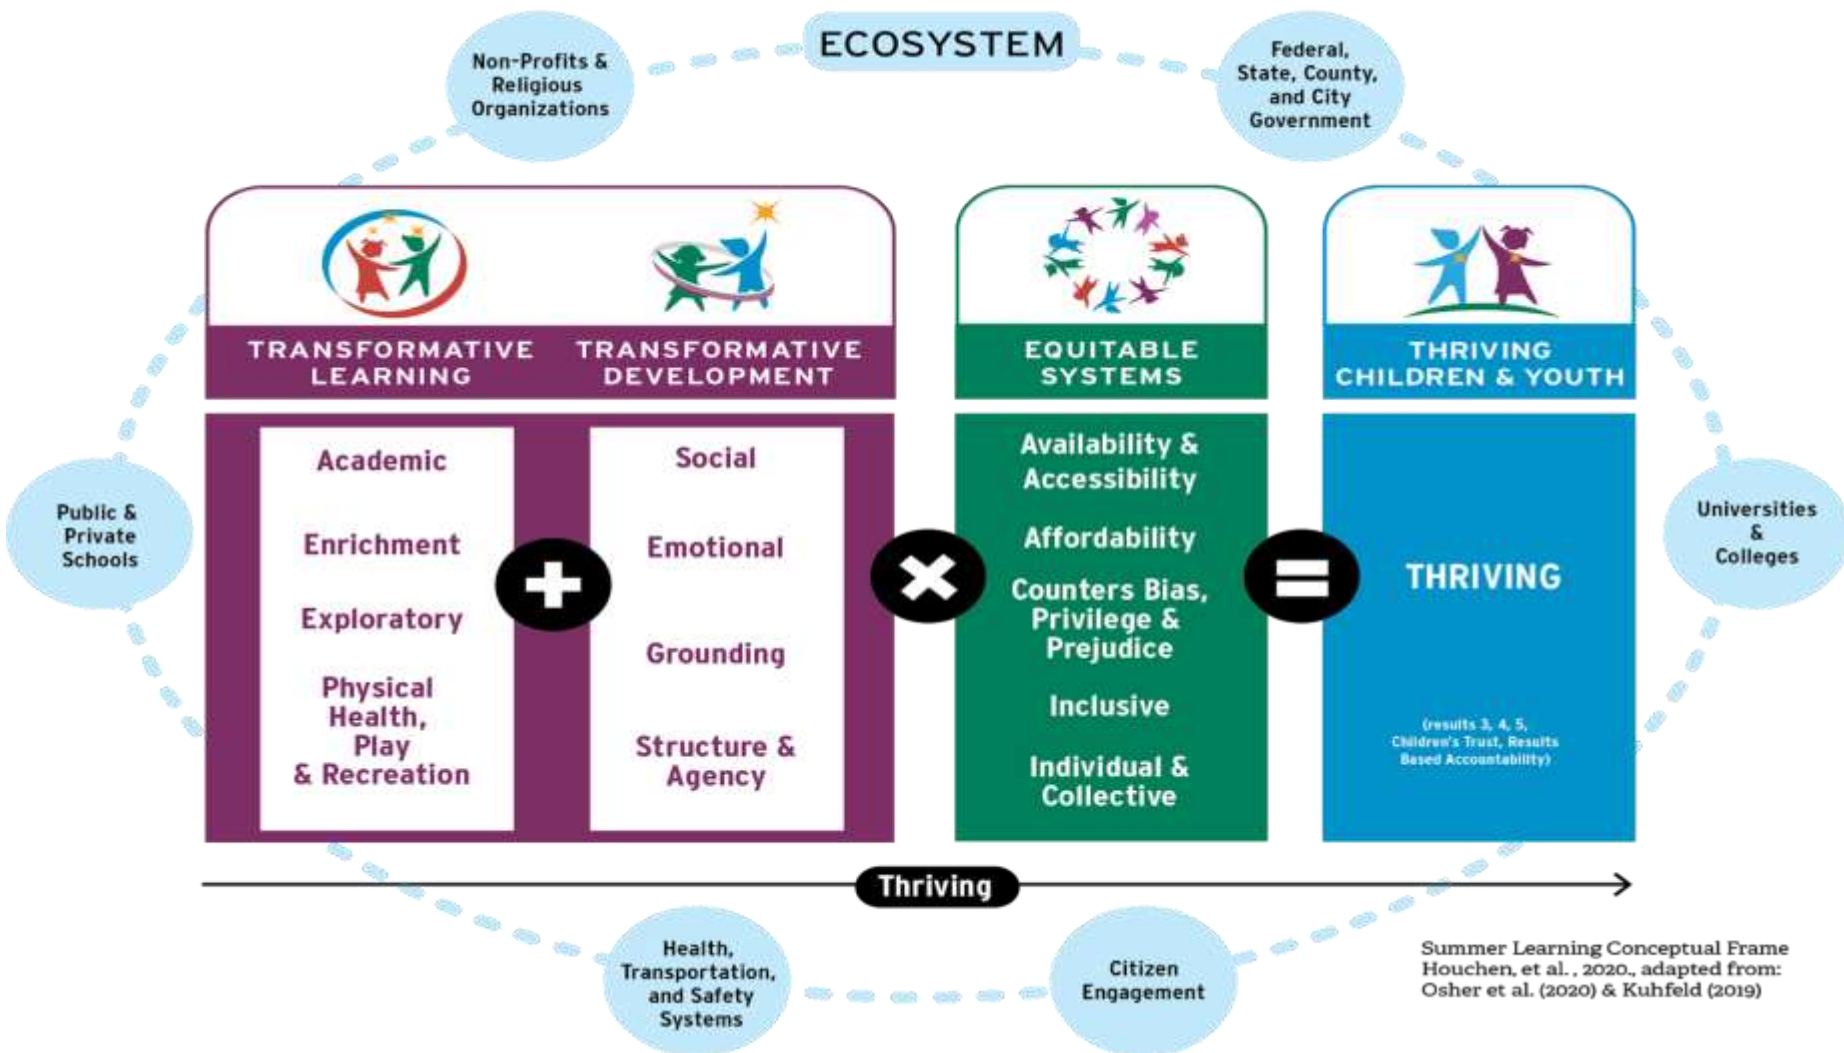 ECOSYSTEM
Non-Profits &
Religious
Organizations
Federal,
State, County,
and City
Government
Public &
Private
Schools
Universities
&
Colleges
TRANSFORMATIVE
LEARNING
TRANSFORMATIVE
DEVELOPMENT
EQUITABLE
SYSTEMS
THRIVING
CHILDREN & YOUTH
Academic
Enrichment
Exploratory
Physical
Health,
Play
& Recreation
+
Social
Emotional
Grounding
Structure &
Agency
×
Availability &
Accessibility
Affordability
Counters Bias,
Privilege &
Prejudice
Inclusive
Individual &
Collective
=
THRIVING
(results 3, 4, 5,
Children's Trust, Results
Based Accountability)
Thriving
Health,
Transportation,
and Safety
Systems
Citizen
Engagement
Summer Learning Conceptual Frame
Houchen, et al. , 2020., adapted from:
Osher et al. (2020) & Kuhfeld (2019)